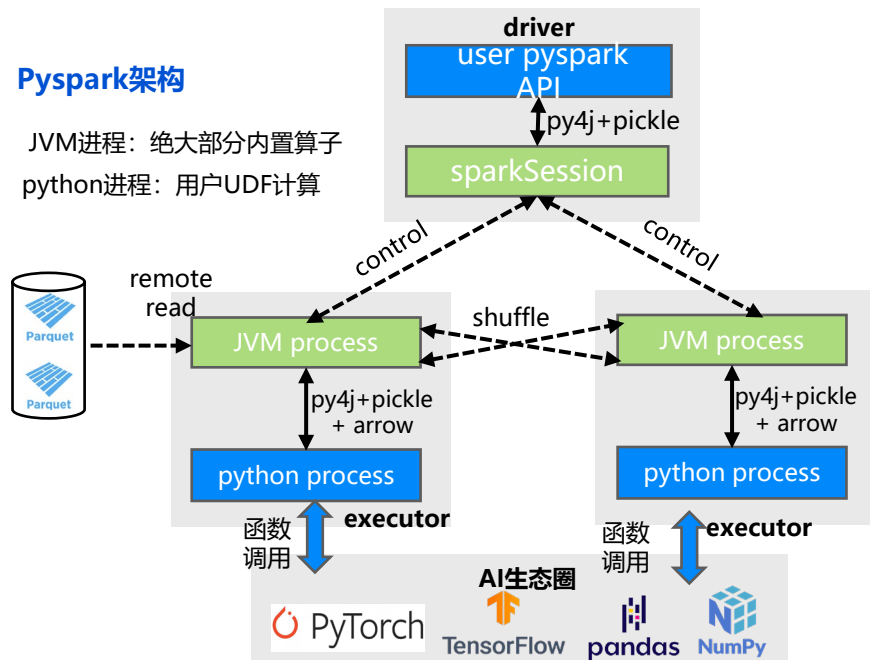 driver
user pyspark
API
Pyspark架构
py4j+pickle
JVM进程：绝大部分内置算子
python进程：用户UDF计算
sparkSession
control
control
remote
read
Parquet
Parquet
JVM process
shuffle
JVM process
py4j+pickle
+ arrow
py4j+pickle
+ arrow
python process
python process
函数
调用
executor
函数
调用
executor
AI生态圈
PyTorch
TensorFlow
pandas
NumPy